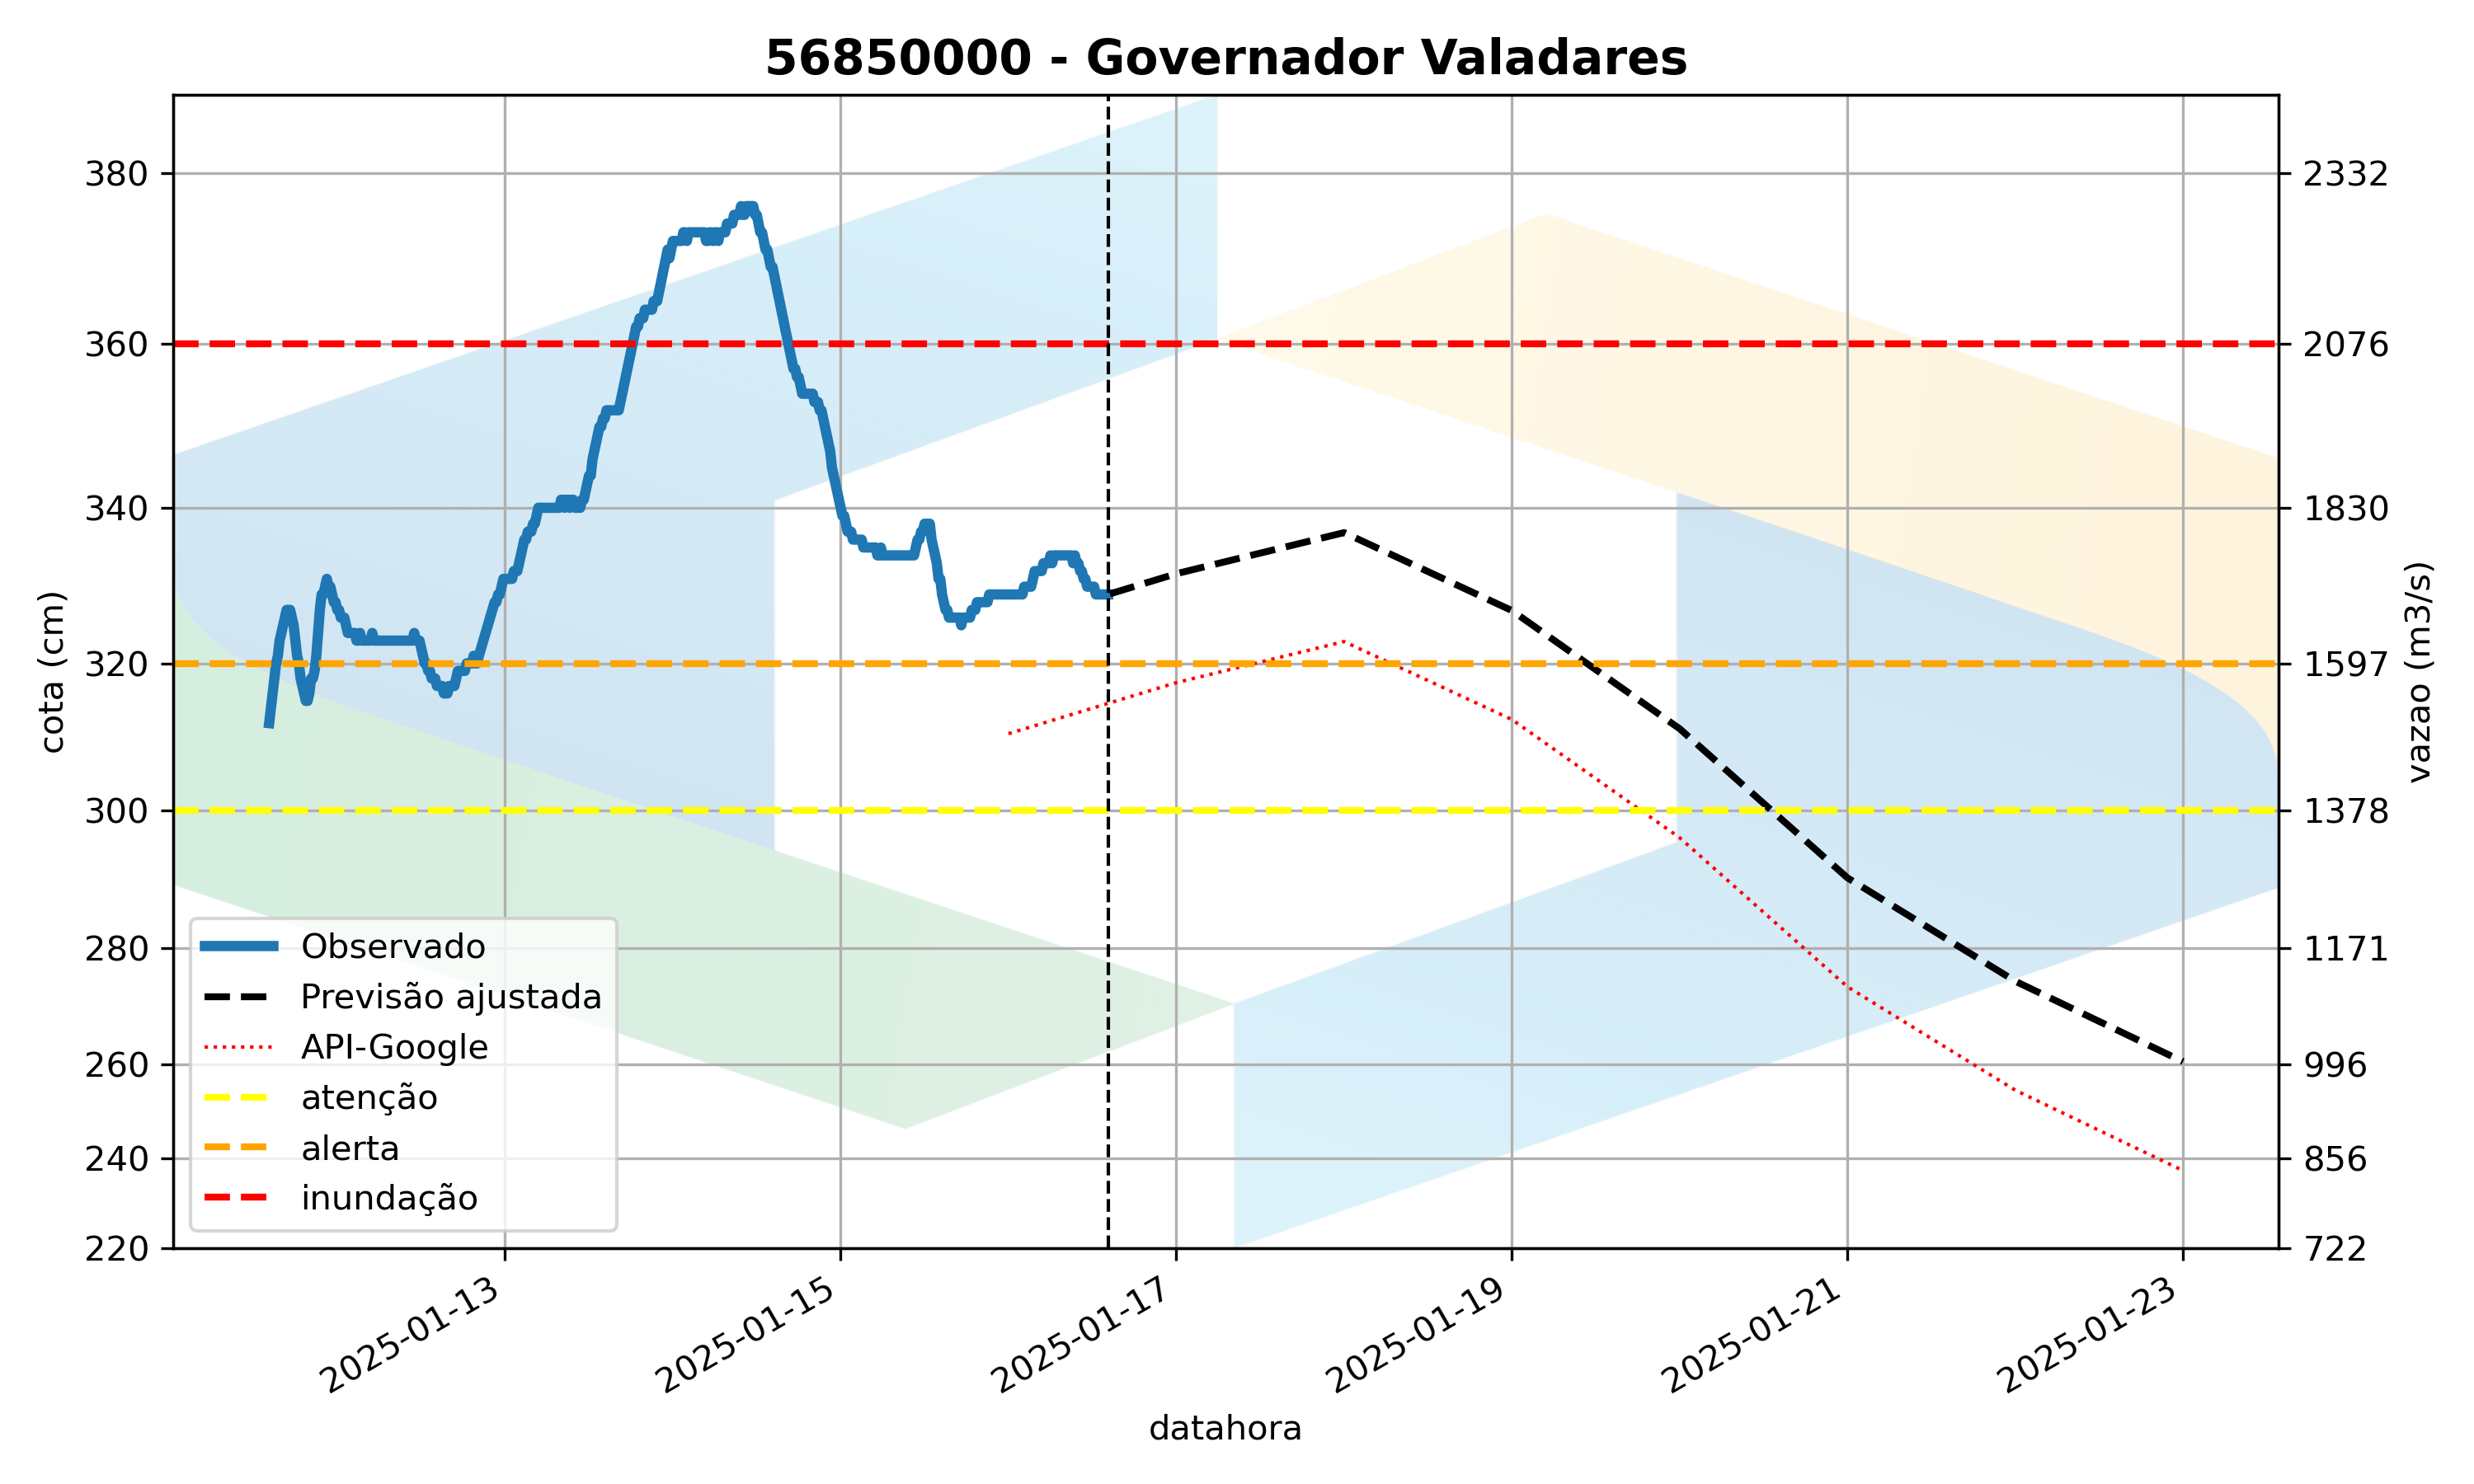 56850000 - Governador Valadares
380
360
340
320
300
280
260
240
220
cota (cm)
2332
2076
1830
1597
1378
1171
996
856
722
vazao (m3/s)
Observado
Previsão ajustada
API-Google
atenção
alerta
inundação
2025-01-13
2025-01-15
2025-01-17
2025-01-19
2025-01-21
2025-01-23
datahora